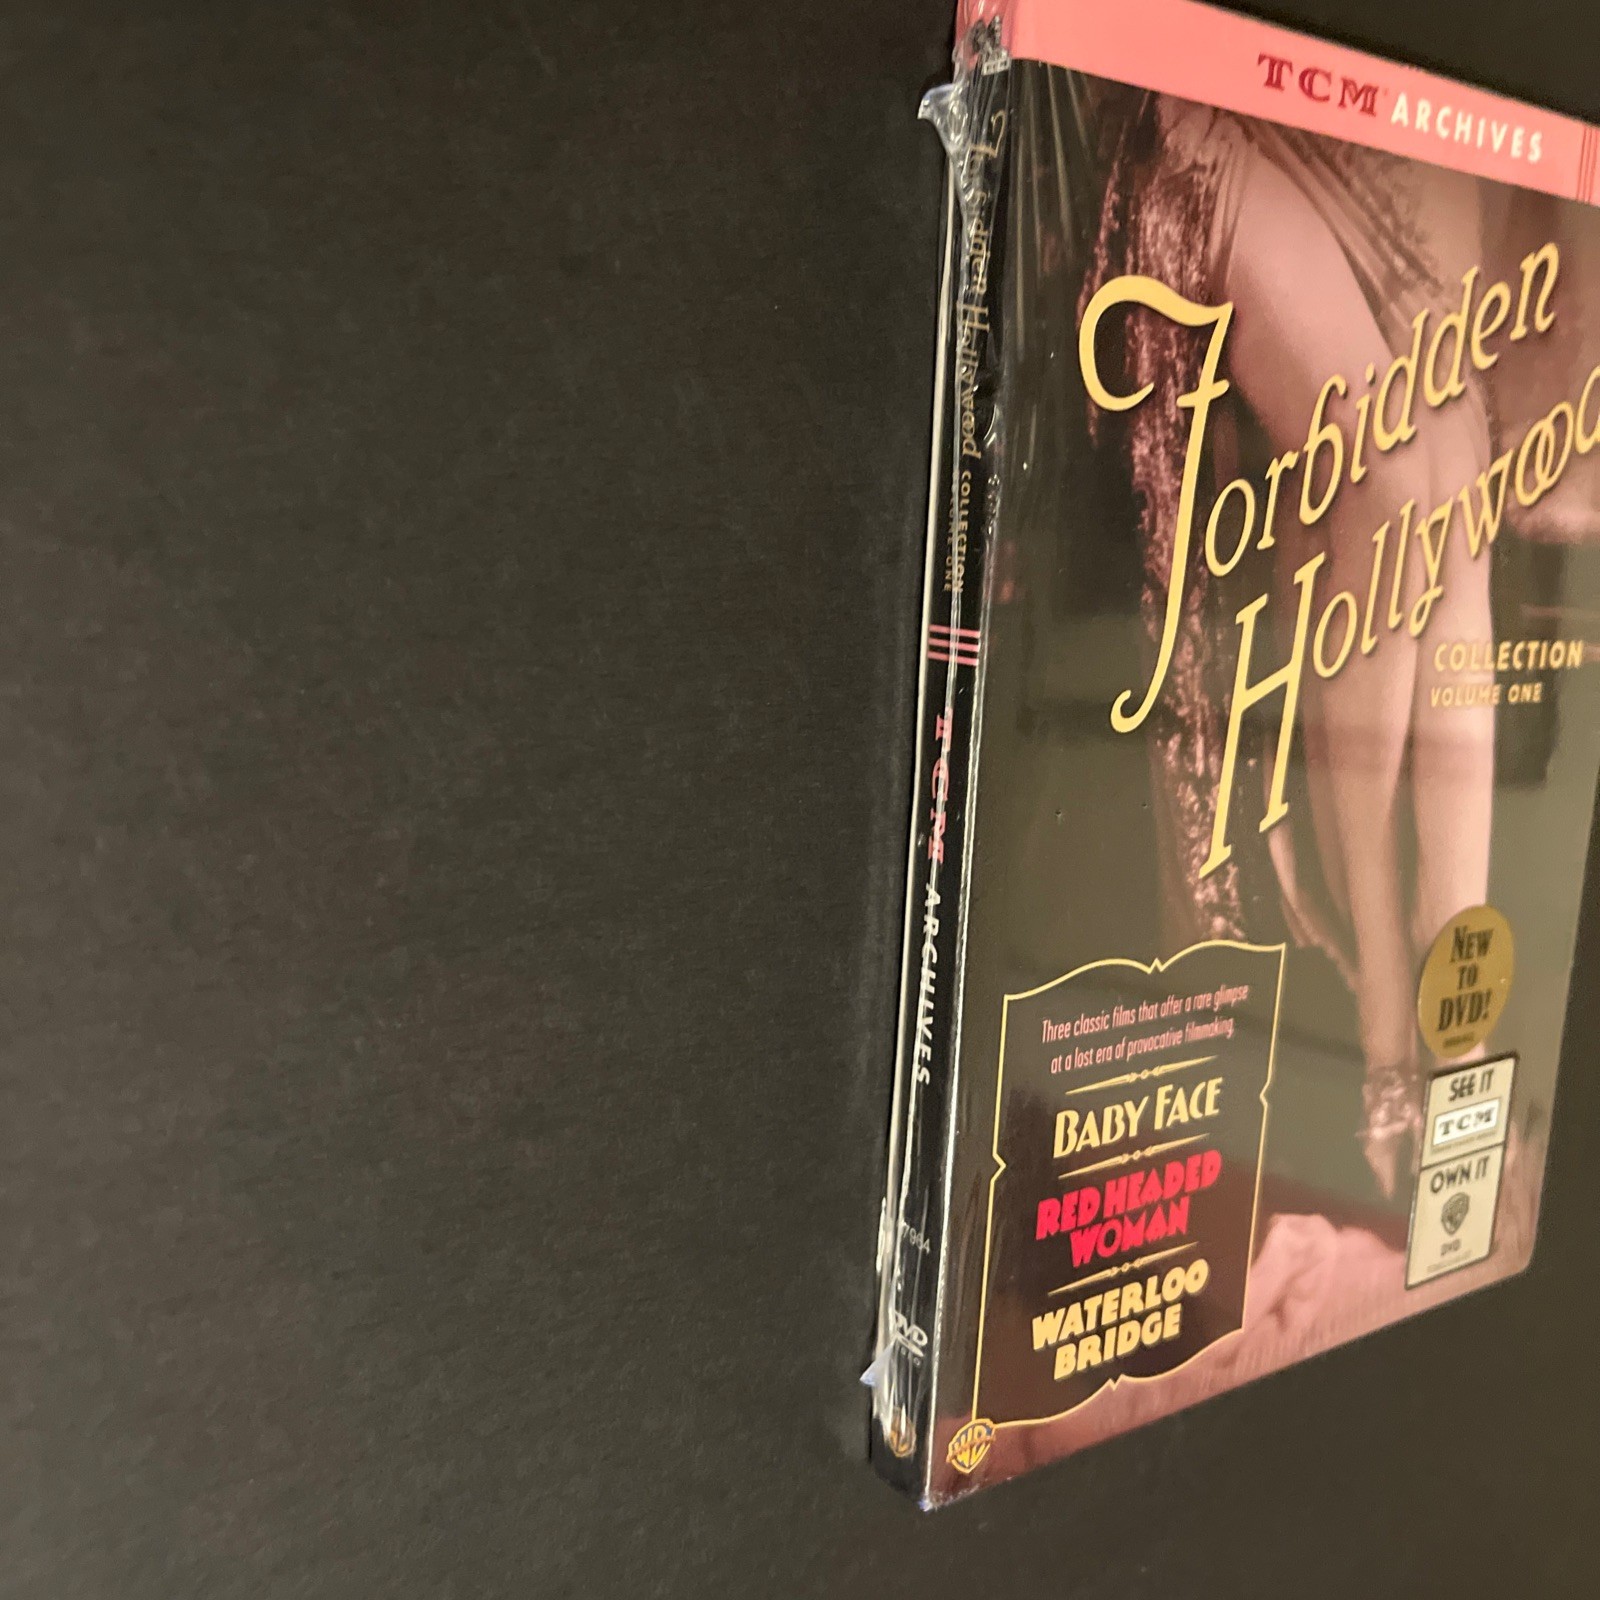 TCM ARCHIVES
Forbidden
Hollywood
COLLECTION
VOLUME ONE
Three classic films that offer a rare glimpse
at a lost era of provocative filmmaking.
BABY FACE
RED HEADED
WOMAN
WATERLOO
BRIDGE
NEW
TO
DVD!
SEE IT
TCM
OWN IT
DVD
WB
Forbidden Hollywood COLLECTION
VOLUME ONE
TCM ARCHIVES
DVD